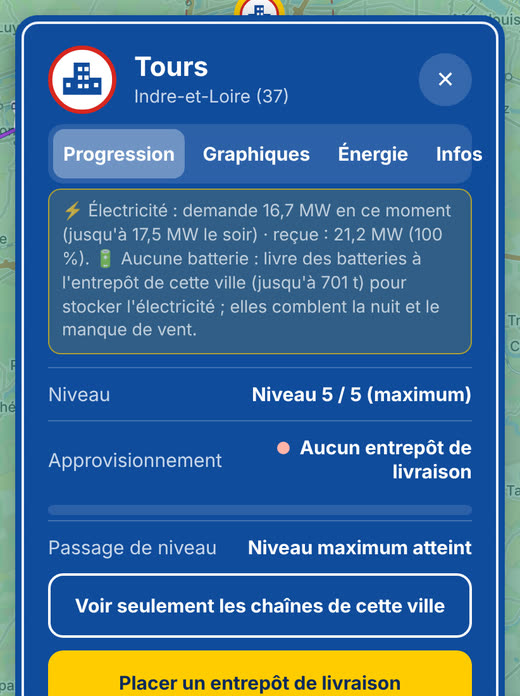 Tours
Indre-et-Loire (37)
Progression Graphiques Énergie Infos
⚡ Électricité : demande 16,7 MW en ce moment
(jusqu'à 17,5 MW le soir) · reçue : 21,2 MW (100
%). 🔋 Aucune batterie : livre des batteries à
l'entrepôt de cette ville (jusqu'à 701 t) pour
stocker l'électricité ; elles comblent la nuit et le
manque de vent.
Niveau Niveau 5 / 5 (maximum)
Approvisionnement Aucun entrepôt de
livraison
Passage de niveau Niveau maximum atteint
Voir seulement les chaînes de cette ville
Placer un entrepôt de livraison